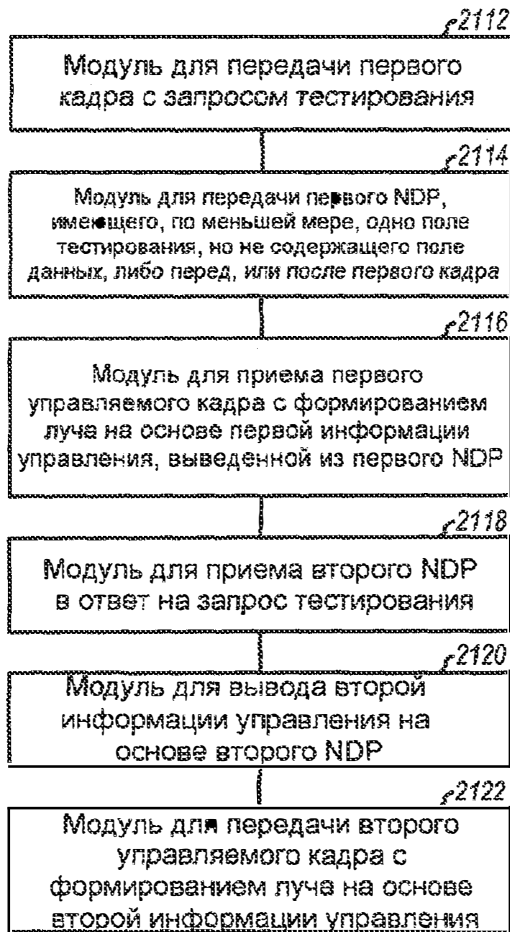 2112
Модуль для передачи первого
кадра с запросом тестирования
2114
Модуль для передачи первого NDP,
имеющего, по меньшей мере, одно поле
тестирования, но не содержащего поле
данных, либо перед, или после первого кадра
2116
Модуль для приема первого
управляемого кадра с формированием
луча на основе первой информации
управления, выведенной из первого NDP
2118
Модуль для приема второго NDP
в ответ на запрос тестирования
2120
Модуль для вывода второй
информации управления на
основе второго NDP
2122
Модуль для передачи второго
управляемого кадра с
формированием луча на основе
второй информации управления